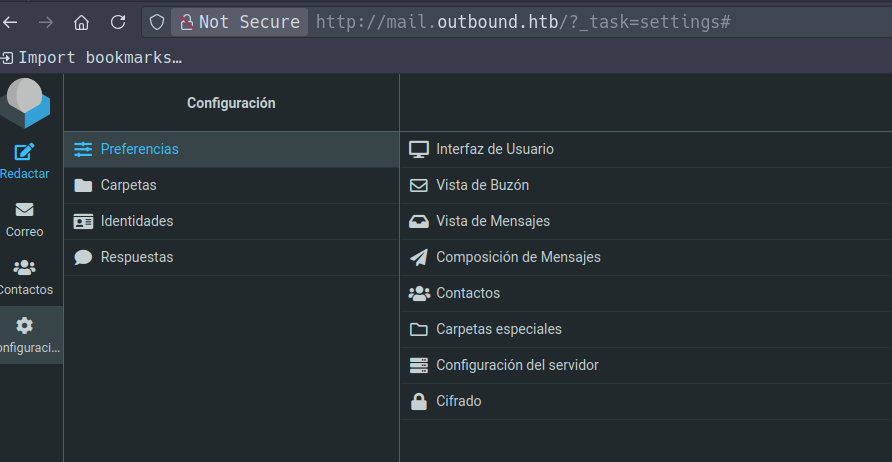 Not Secure http://mail.outbound.htb/?_task=settings#
Import bookmarks…
Configuración
Redactar
Correo
Contactos
onfiguraci...
Preferencias
Carpetas
Identidades
Respuestas
Interfaz de Usuario
Vista de Buzón
Vista de Mensajes
Composición de Mensajes
Contactos
Carpetas especiales
Configuración del servidor
Cifrado